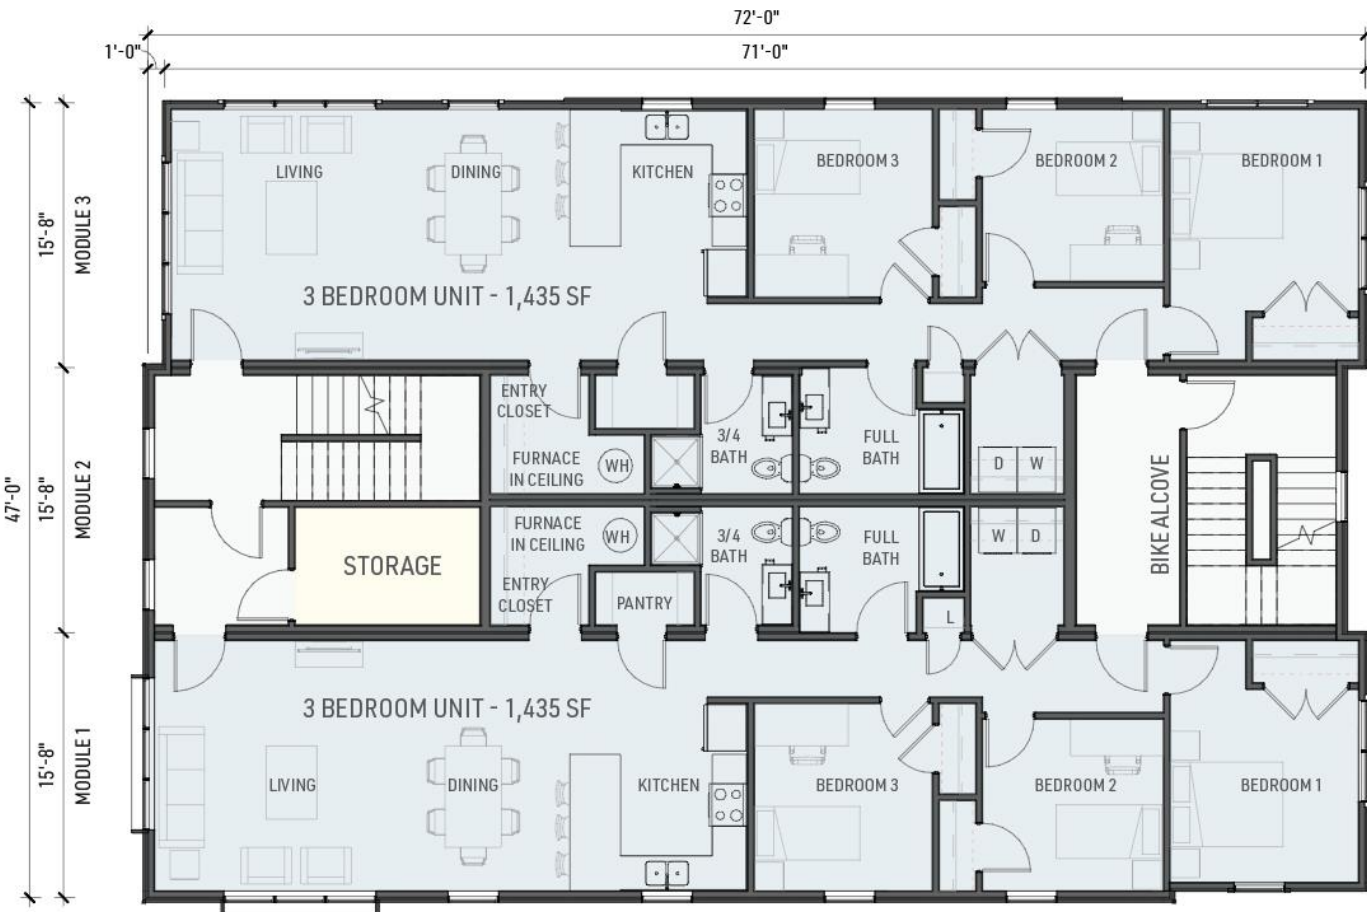 72'-0"
1'-0"
71'-0"
47'-0"
15'-8"
MODULE 3
15'-8"
MODULE 2
15'-8"
MODULE 1
LIVING
DINING
KITCHEN
BEDROOM 3
BEDROOM 2
BEDROOM 1
3 BEDROOM UNIT - 1,435 SF
ENTRY
CLOSET
FURNACE
IN CEILING
WH
3/4
BATH
FULL
BATH
D
W
BIKE ALCOVE
STORAGE
FURNACE
IN CEILING
WH
3/4
BATH
FULL
BATH
W
D
ENTRY
CLOSET
PANTRY
L
3 BEDROOM UNIT - 1,435 SF
LIVING
DINING
KITCHEN
BEDROOM 3
BEDROOM 2
BEDROOM 1